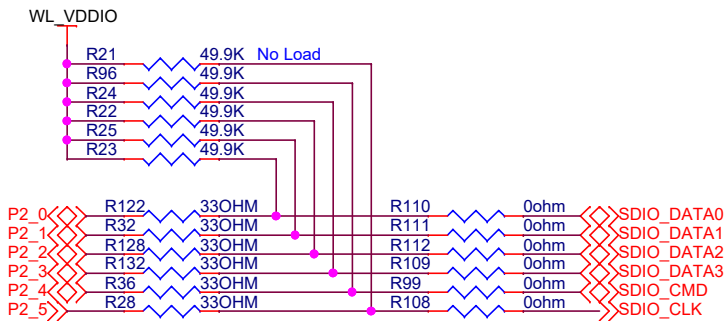 WL_VDDIO
R21 49.9K No Load
R96 49.9K
R24 49.9K
R22 49.9K
R25 49.9K
R23 49.9K
P2_0 R122 33OHM R110 0ohm SDIO_DATA0
P2_1 R32 33OHM R111 0ohm SDIO_DATA1
P2_2 R128 33OHM R112 0ohm SDIO_DATA2
P2_3 R132 33OHM R109 0ohm SDIO_DATA3
P2_4 R36 33OHM R99 0ohm SDIO_CMD
P2_5 R28 33OHM R108 0ohm SDIO_CLK